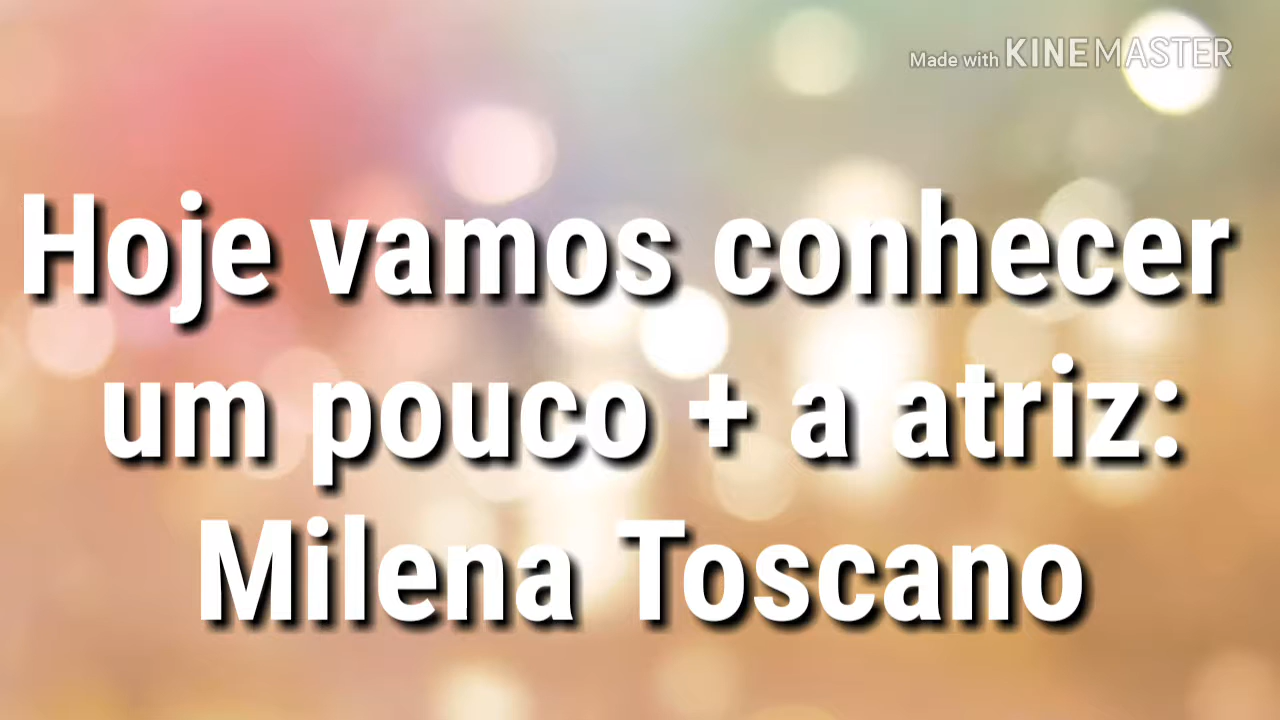 Made with KINEMASTER
Hoje vamos conhecer
um pouco + a atriz:
Milena Toscano